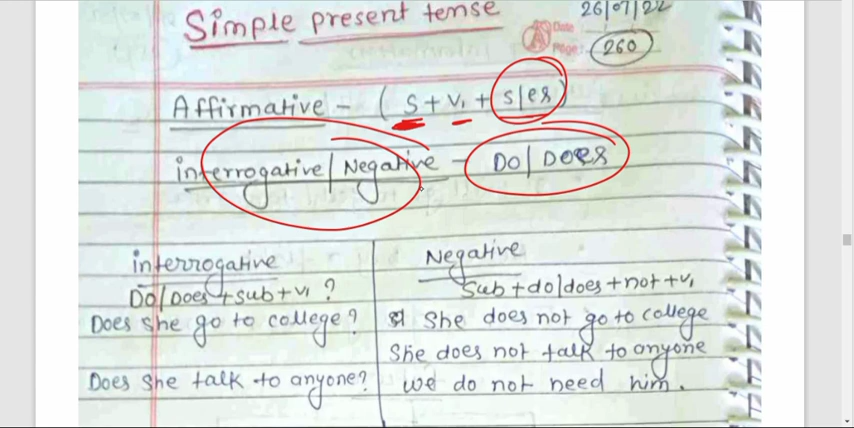 Simple present tense
26/07/22
Date
Page: 260
Affirmative - (S + V₁ + s/es)
interrogative/Negative - Do/Does
interrogative
Do/Does + sub + v₁ ?
Does she go to college?
Does she talk to anyone?
Negative
Sub + do/does + not + v₁
She does not go to college
She does not talk to anyone
we do not need him.